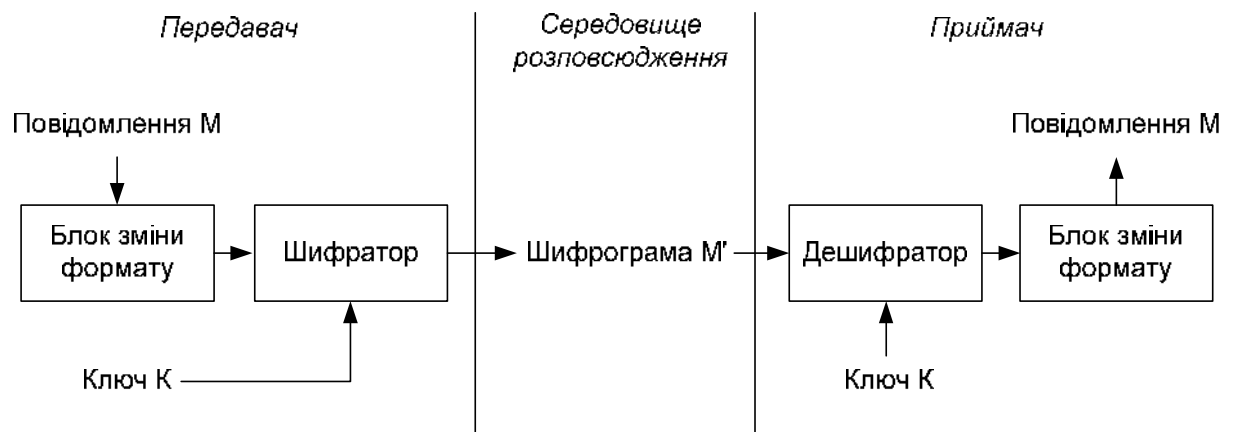 Передавач
Середовище
розповсюдження
Приймач
Повідомлення М
Повідомлення М
Блок зміни
формату
Шифратор
Шифрограма М′
Дешифратор
Блок зміни
формату
Ключ К
Ключ К